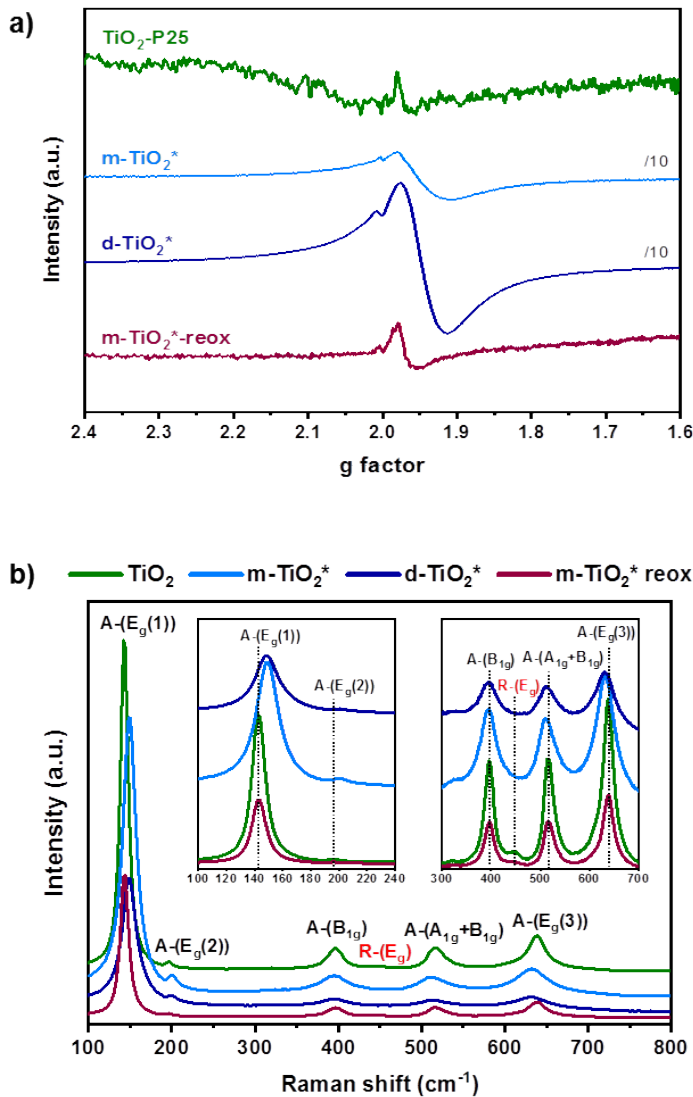 a)
TiO₂-P25
m-TiO₂*
/10
d-TiO₂*
/10
m-TiO₂*-reox
Intensity (a.u.)
2.4 2.3 2.2 2.1 2.0 1.9 1.8 1.7 1.6
g factor
b)
TiO₂ m-TiO₂* d-TiO₂* m-TiO₂* reox
A-(Eg(1))
A-(Eg(1))
A-(Eg(2))
100 120 140 160 180 200 220 240
A-(Eg(3))
A-(B1g)
A-(A1g+B1g)
R-(Eg)
300 400 500 600 700
A-(Eg(2))
A-(B1g)
R-(Eg)
A-(A1g+B1g)
A-(Eg(3))
Intensity (a.u.)
100 200 300 400 500 600 700 800
Raman shift (cm⁻¹)